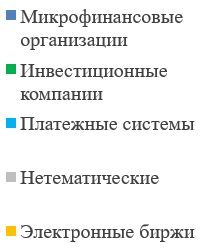 Микрофинансовые
организации
Инвестиционные
компании
Платежные системы
Нетематические
Электронные биржи